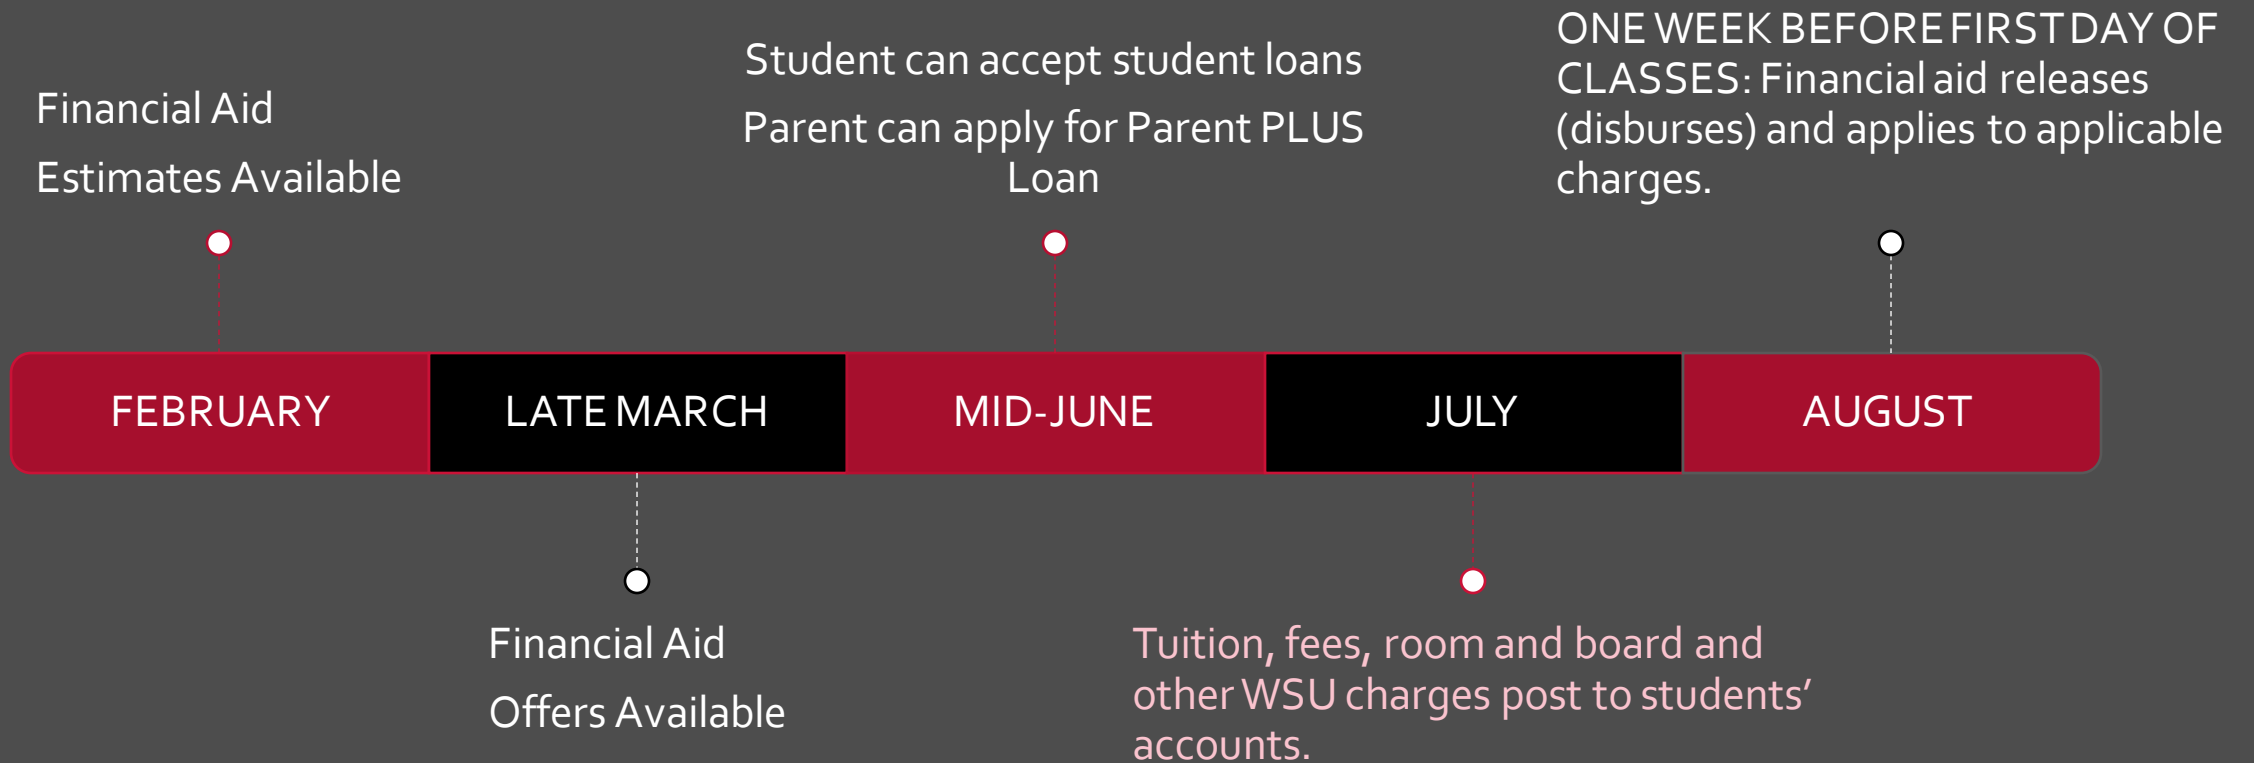 Financial Aid
Estimates Available
Student can accept student loans
Parent can apply for Parent PLUS
Loan
ONE WEEK BEFORE FIRST DAY OF
CLASSES: Financial aid releases
(disburses) and applies to applicable
charges.
FEBRUARY
LATE MARCH
MID-JUNE
JULY
AUGUST
Financial Aid
Offers Available
Tuition, fees, room and board and
other WSU charges post to students’
accounts.